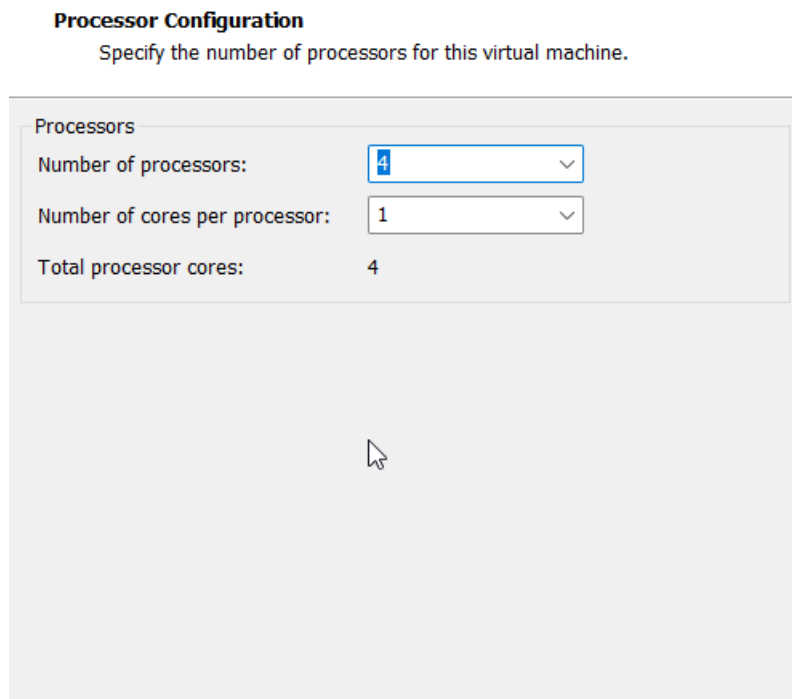 Processor Configuration
Specify the number of processors for this virtual machine.
Processors
Number of processors: 4
Number of cores per processor: 1
Total processor cores: 4